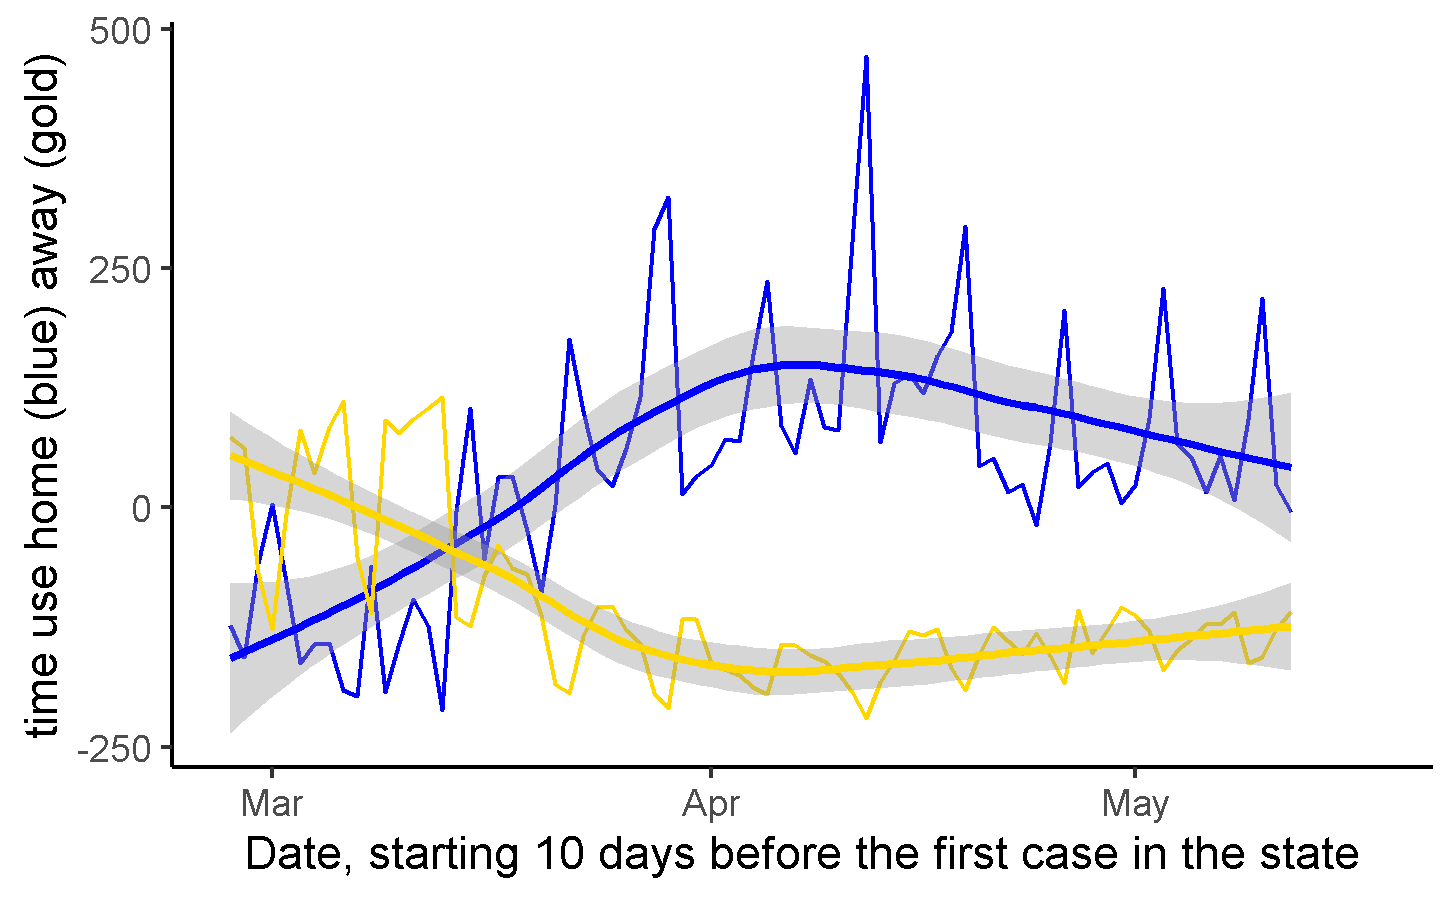 time use home (blue) away (gold)
500
250
0
-250
Mar
Apr
May
Date, starting 10 days before the first case in the state